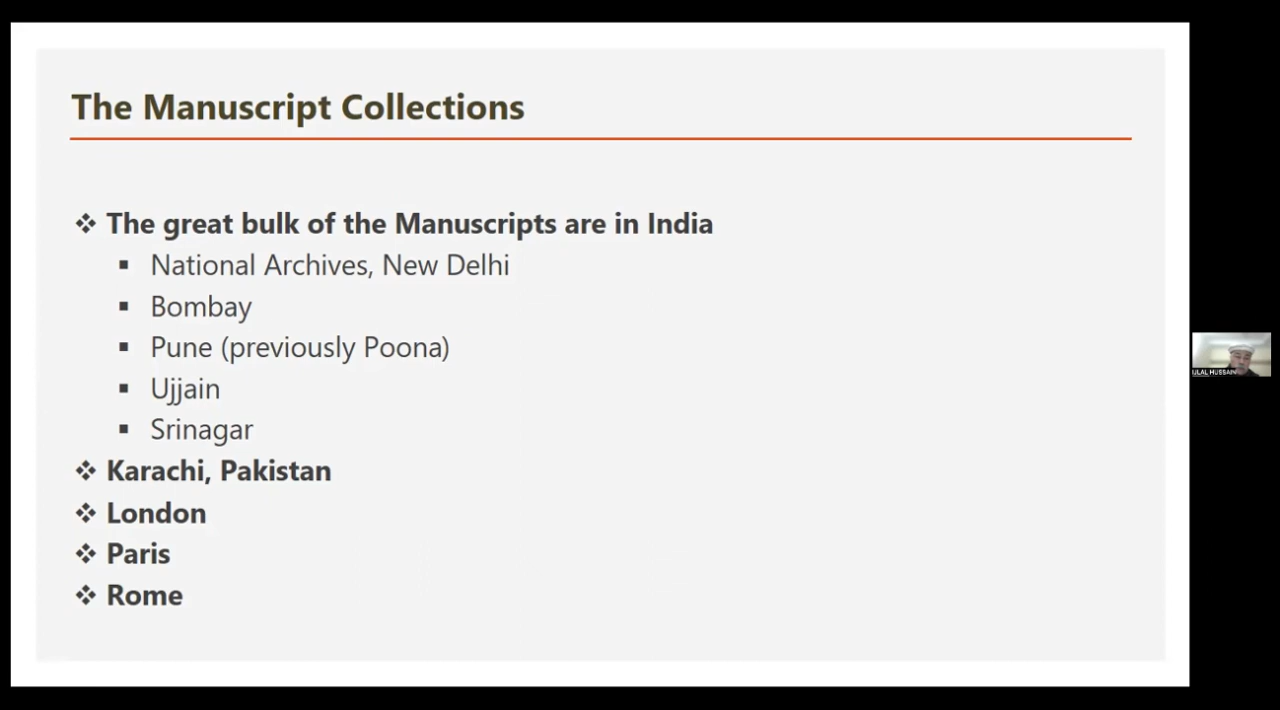 The Manuscript Collections
❖ The great bulk of the Manuscripts are in India
▪ National Archives, New Delhi
▪ Bombay
▪ Pune (previously Poona)
▪ Ujjain
▪ Srinagar
❖ Karachi, Pakistan
❖ London
❖ Paris
❖ Rome
HUSSAIN